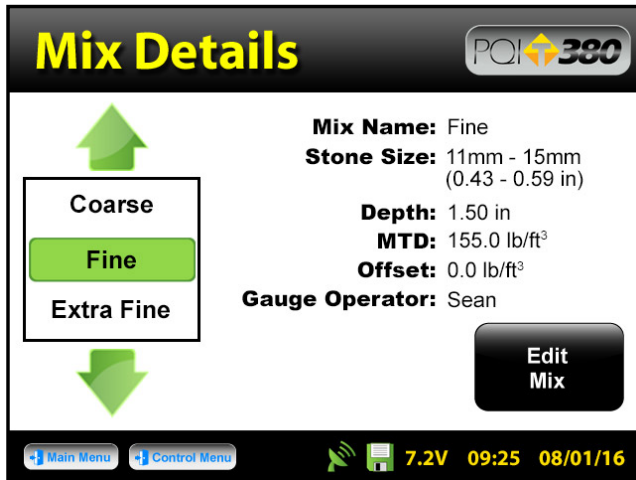 Mix Details
PQI T 380
Coarse
Fine
Extra Fine
Mix Name: Fine
Stone Size: 11mm - 15mm
(0.43 - 0.59 in)
Depth: 1.50 in
MTD: 155.0 lb/ft³
Offset: 0.0 lb/ft³
Gauge Operator: Sean
Edit
Mix
Main Menu
Control Menu
7.2V 09:25 08/01/16